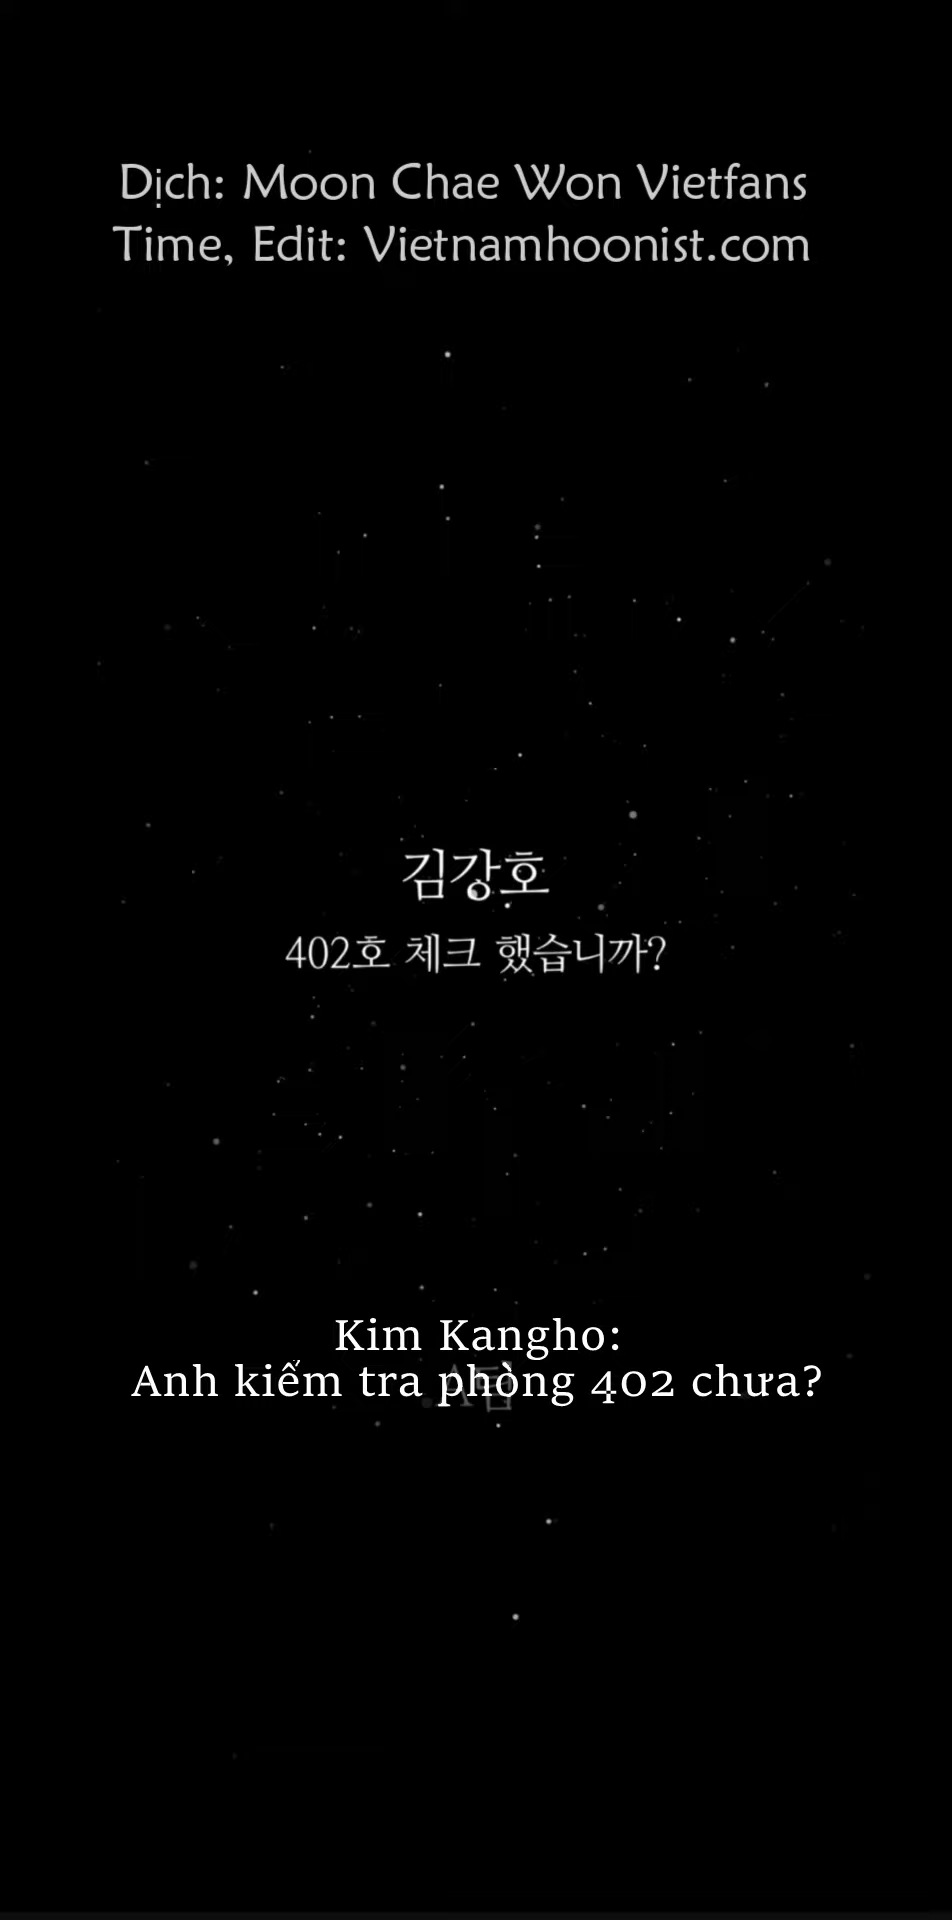 Dịch: Moon Chae Won Vietfans
Time, Edit: Vietnamhoonist.com
김강호
402호 체크 했습니까?
Kim Kangho:
Anh kiểm tra phòng 402 chưa?